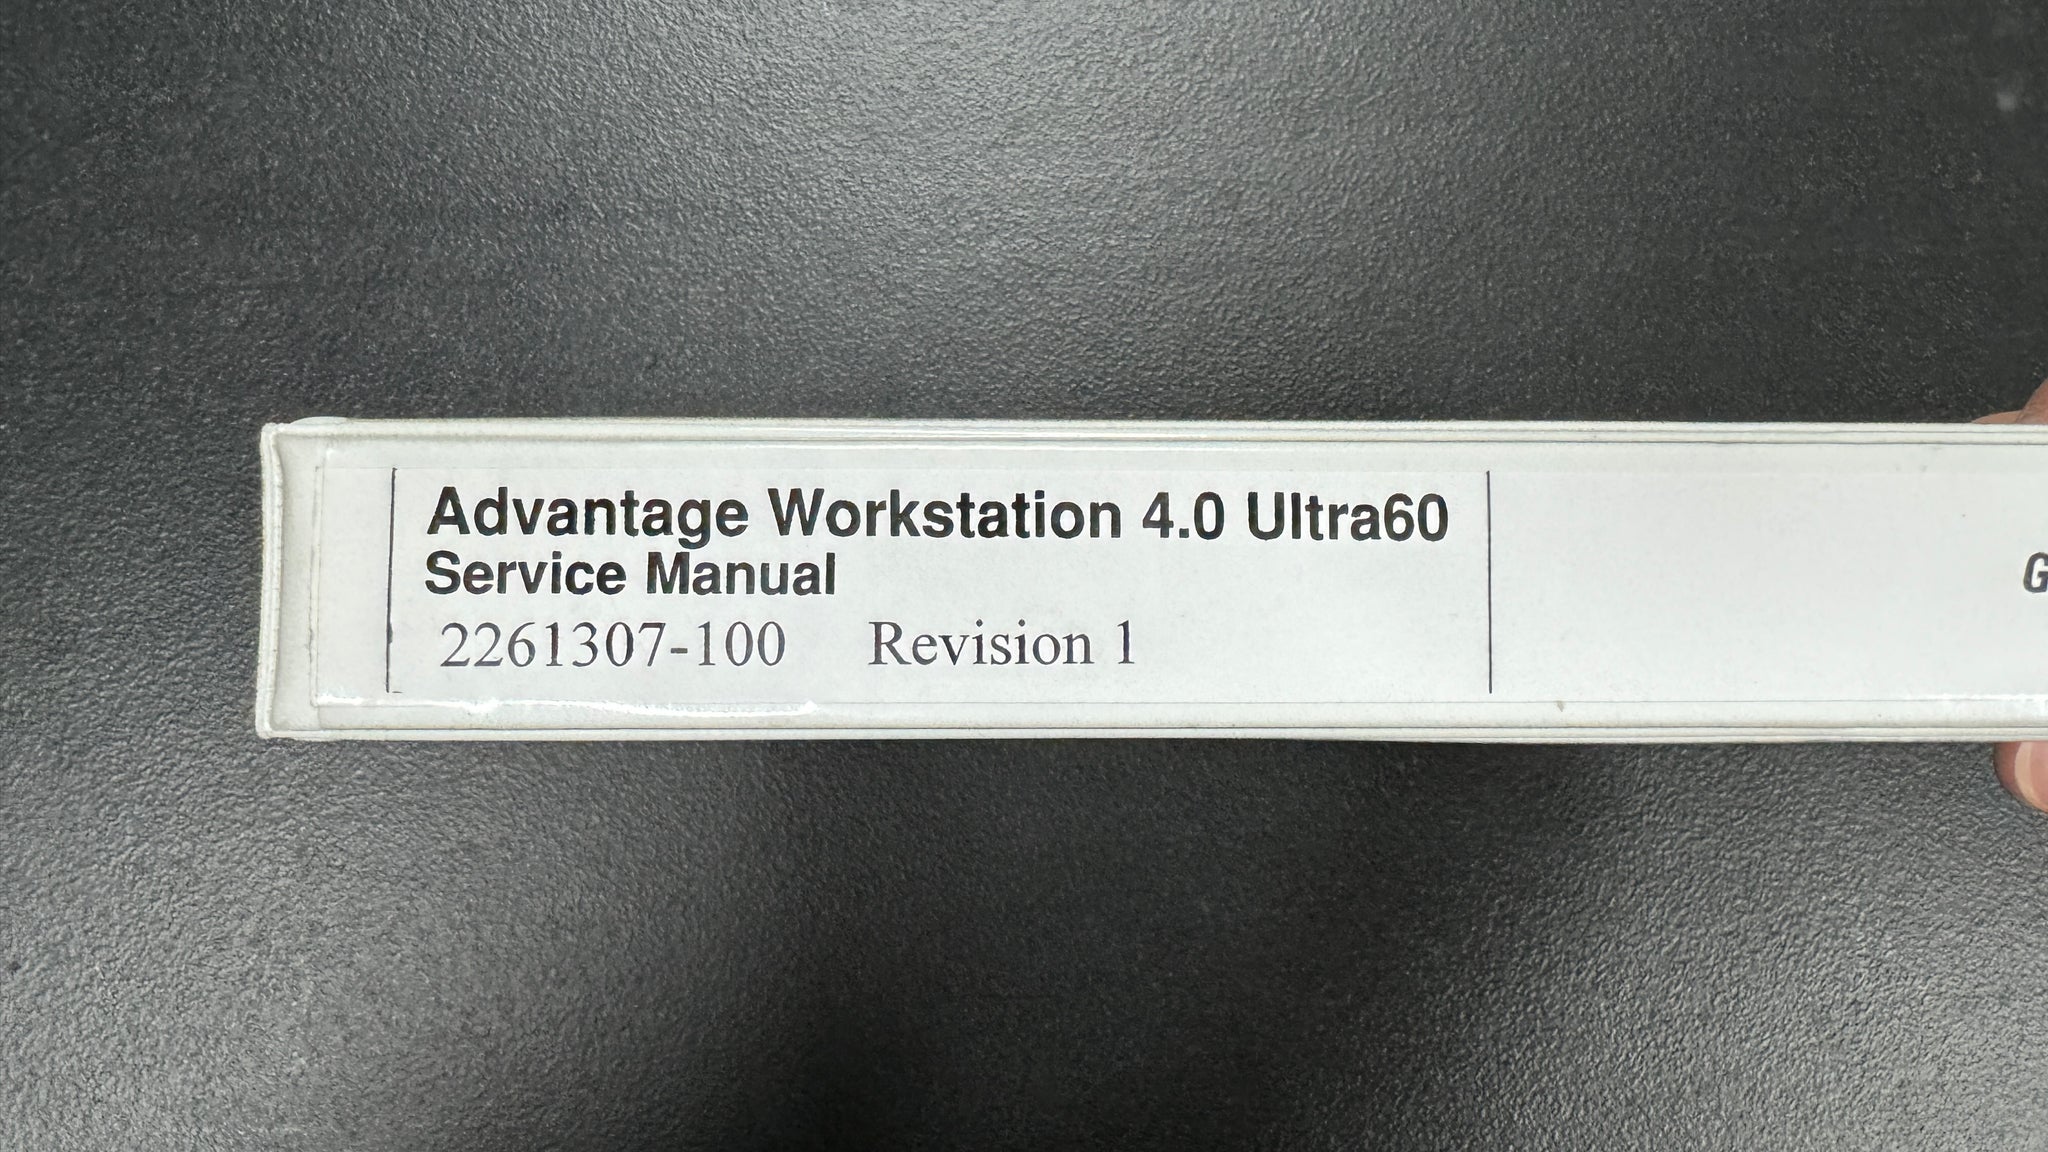 Advantage Workstation 4.0 Ultra60
Service Manual
2261307-100 Revision 1
G